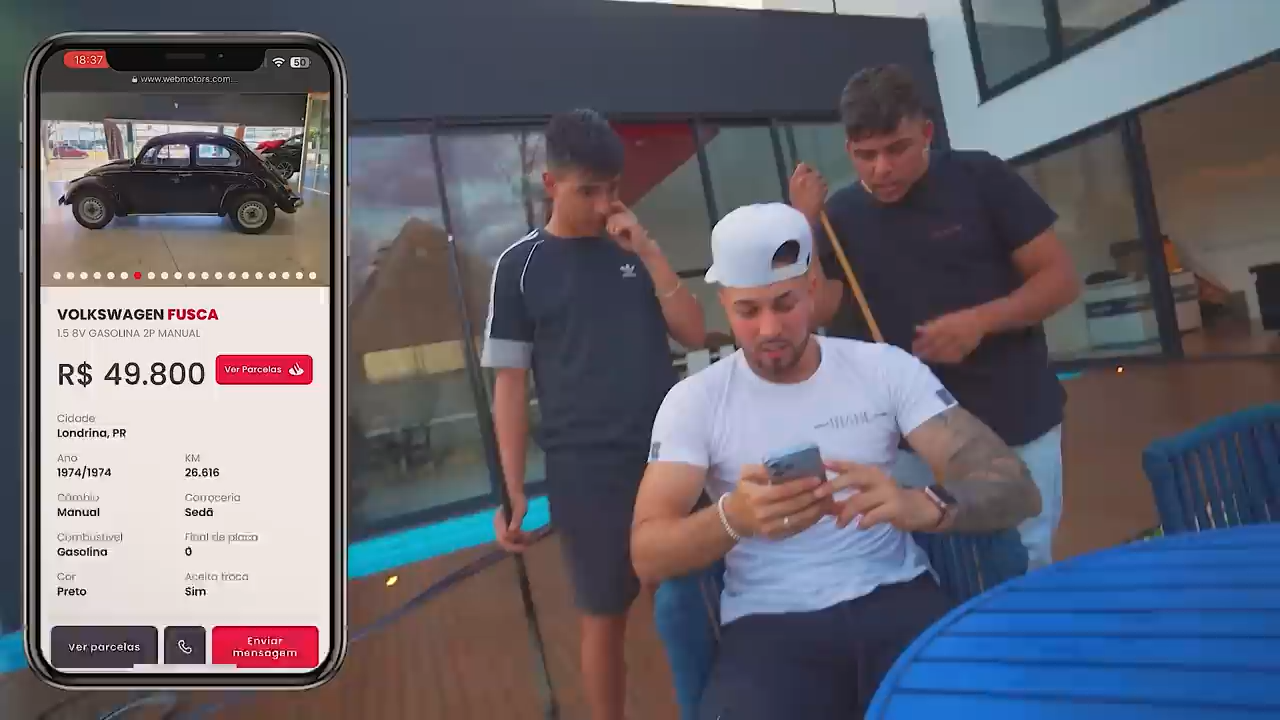 18:37
50
www.webmotors.com...
VOLKSWAGEN FUSCA
1.5 8V GASOLINA 2P MANUAL
R$ 49.800
Ver Parcelas
Cidade
Londrina, PR
Ano
KM
1974/1974
26.616
Câmbio
Carroceria
Manual
Sedã
Combustível
Final de placa
Gasolina
0
Cor
Aceita troca
Preto
Sim
Ver parcelas
Enviar
mensagem